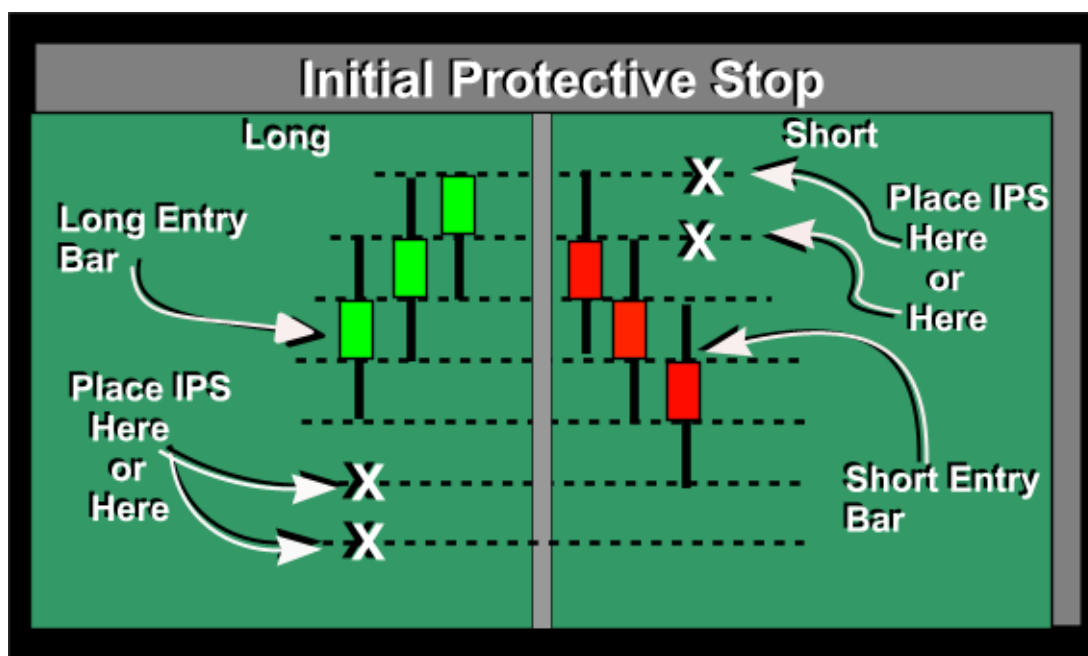 Initial Protective Stop
Long
Long Entry
Bar
Place IPS
Here
or
Here
X
X
Short
X
X
Place IPS
Here
or
Here
Short Entry
Bar